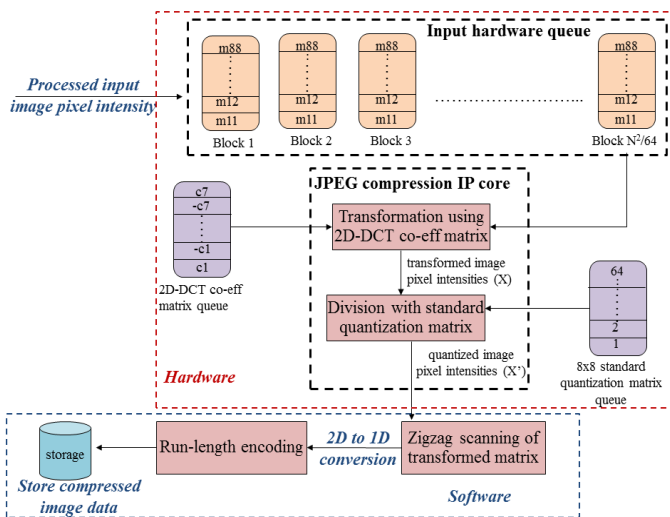 Input hardware queue
Processed input
image pixel intensity
m88
m12
m11
Block 1
m88
m12
m11
Block 2
m88
m12
m11
Block 3
m88
m12
m11
Block N²/64
JPEG compression IP core
c7
-c7
-c1
c1
2D-DCT co-eff
matrix queue
Transformation using
2D-DCT co-eff matrix
transformed image
pixel intensities (X)
Division with standard
quantization matrix
quantized image
pixel intensities (X’)
64
2
1
8x8 standard
quantization matrix
queue
Hardware
storage
Store compressed
image data
Run-length encoding
2D to 1D
conversion
Zigzag scanning of
transformed matrix
Software